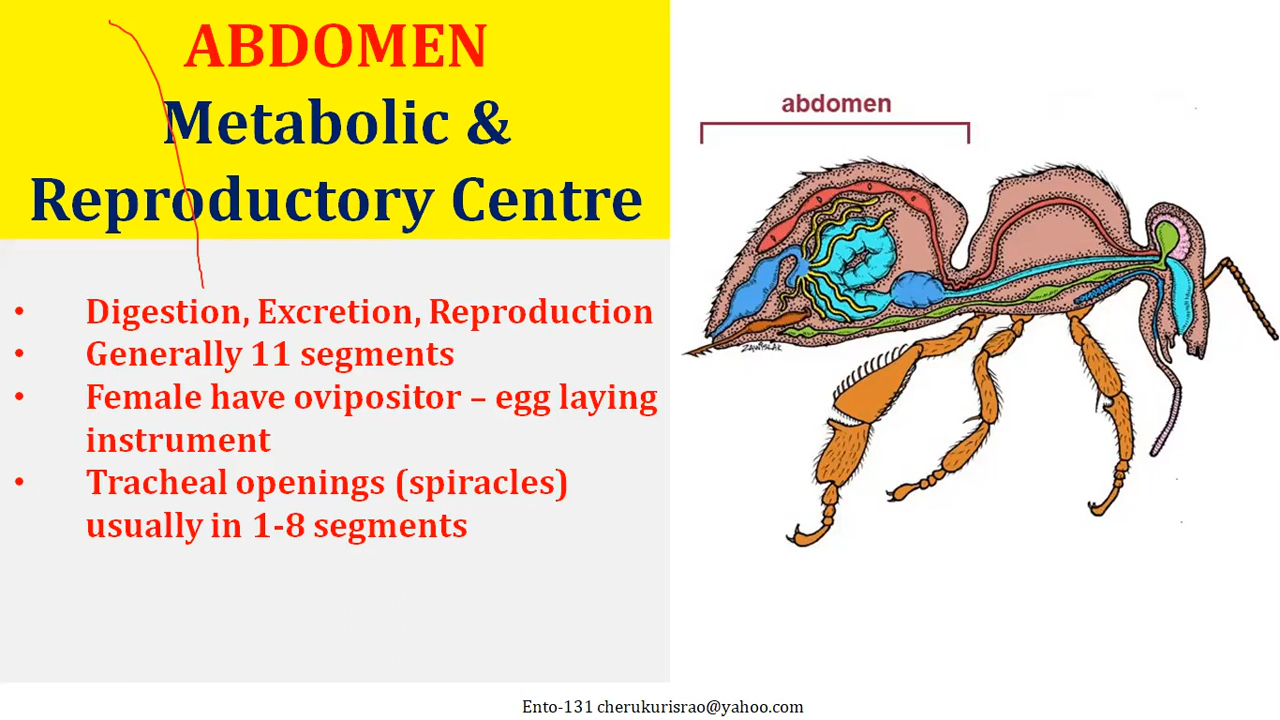 ABDOMEN
Metabolic &
Reproductory Centre
• Digestion, Excretion, Reproduction
• Generally 11 segments
• Female have ovipositor – egg laying
instrument
• Tracheal openings (spiracles)
usually in 1-8 segments
abdomen
ZAWISLAK
Ento-131 cherukurisrao@yahoo.com